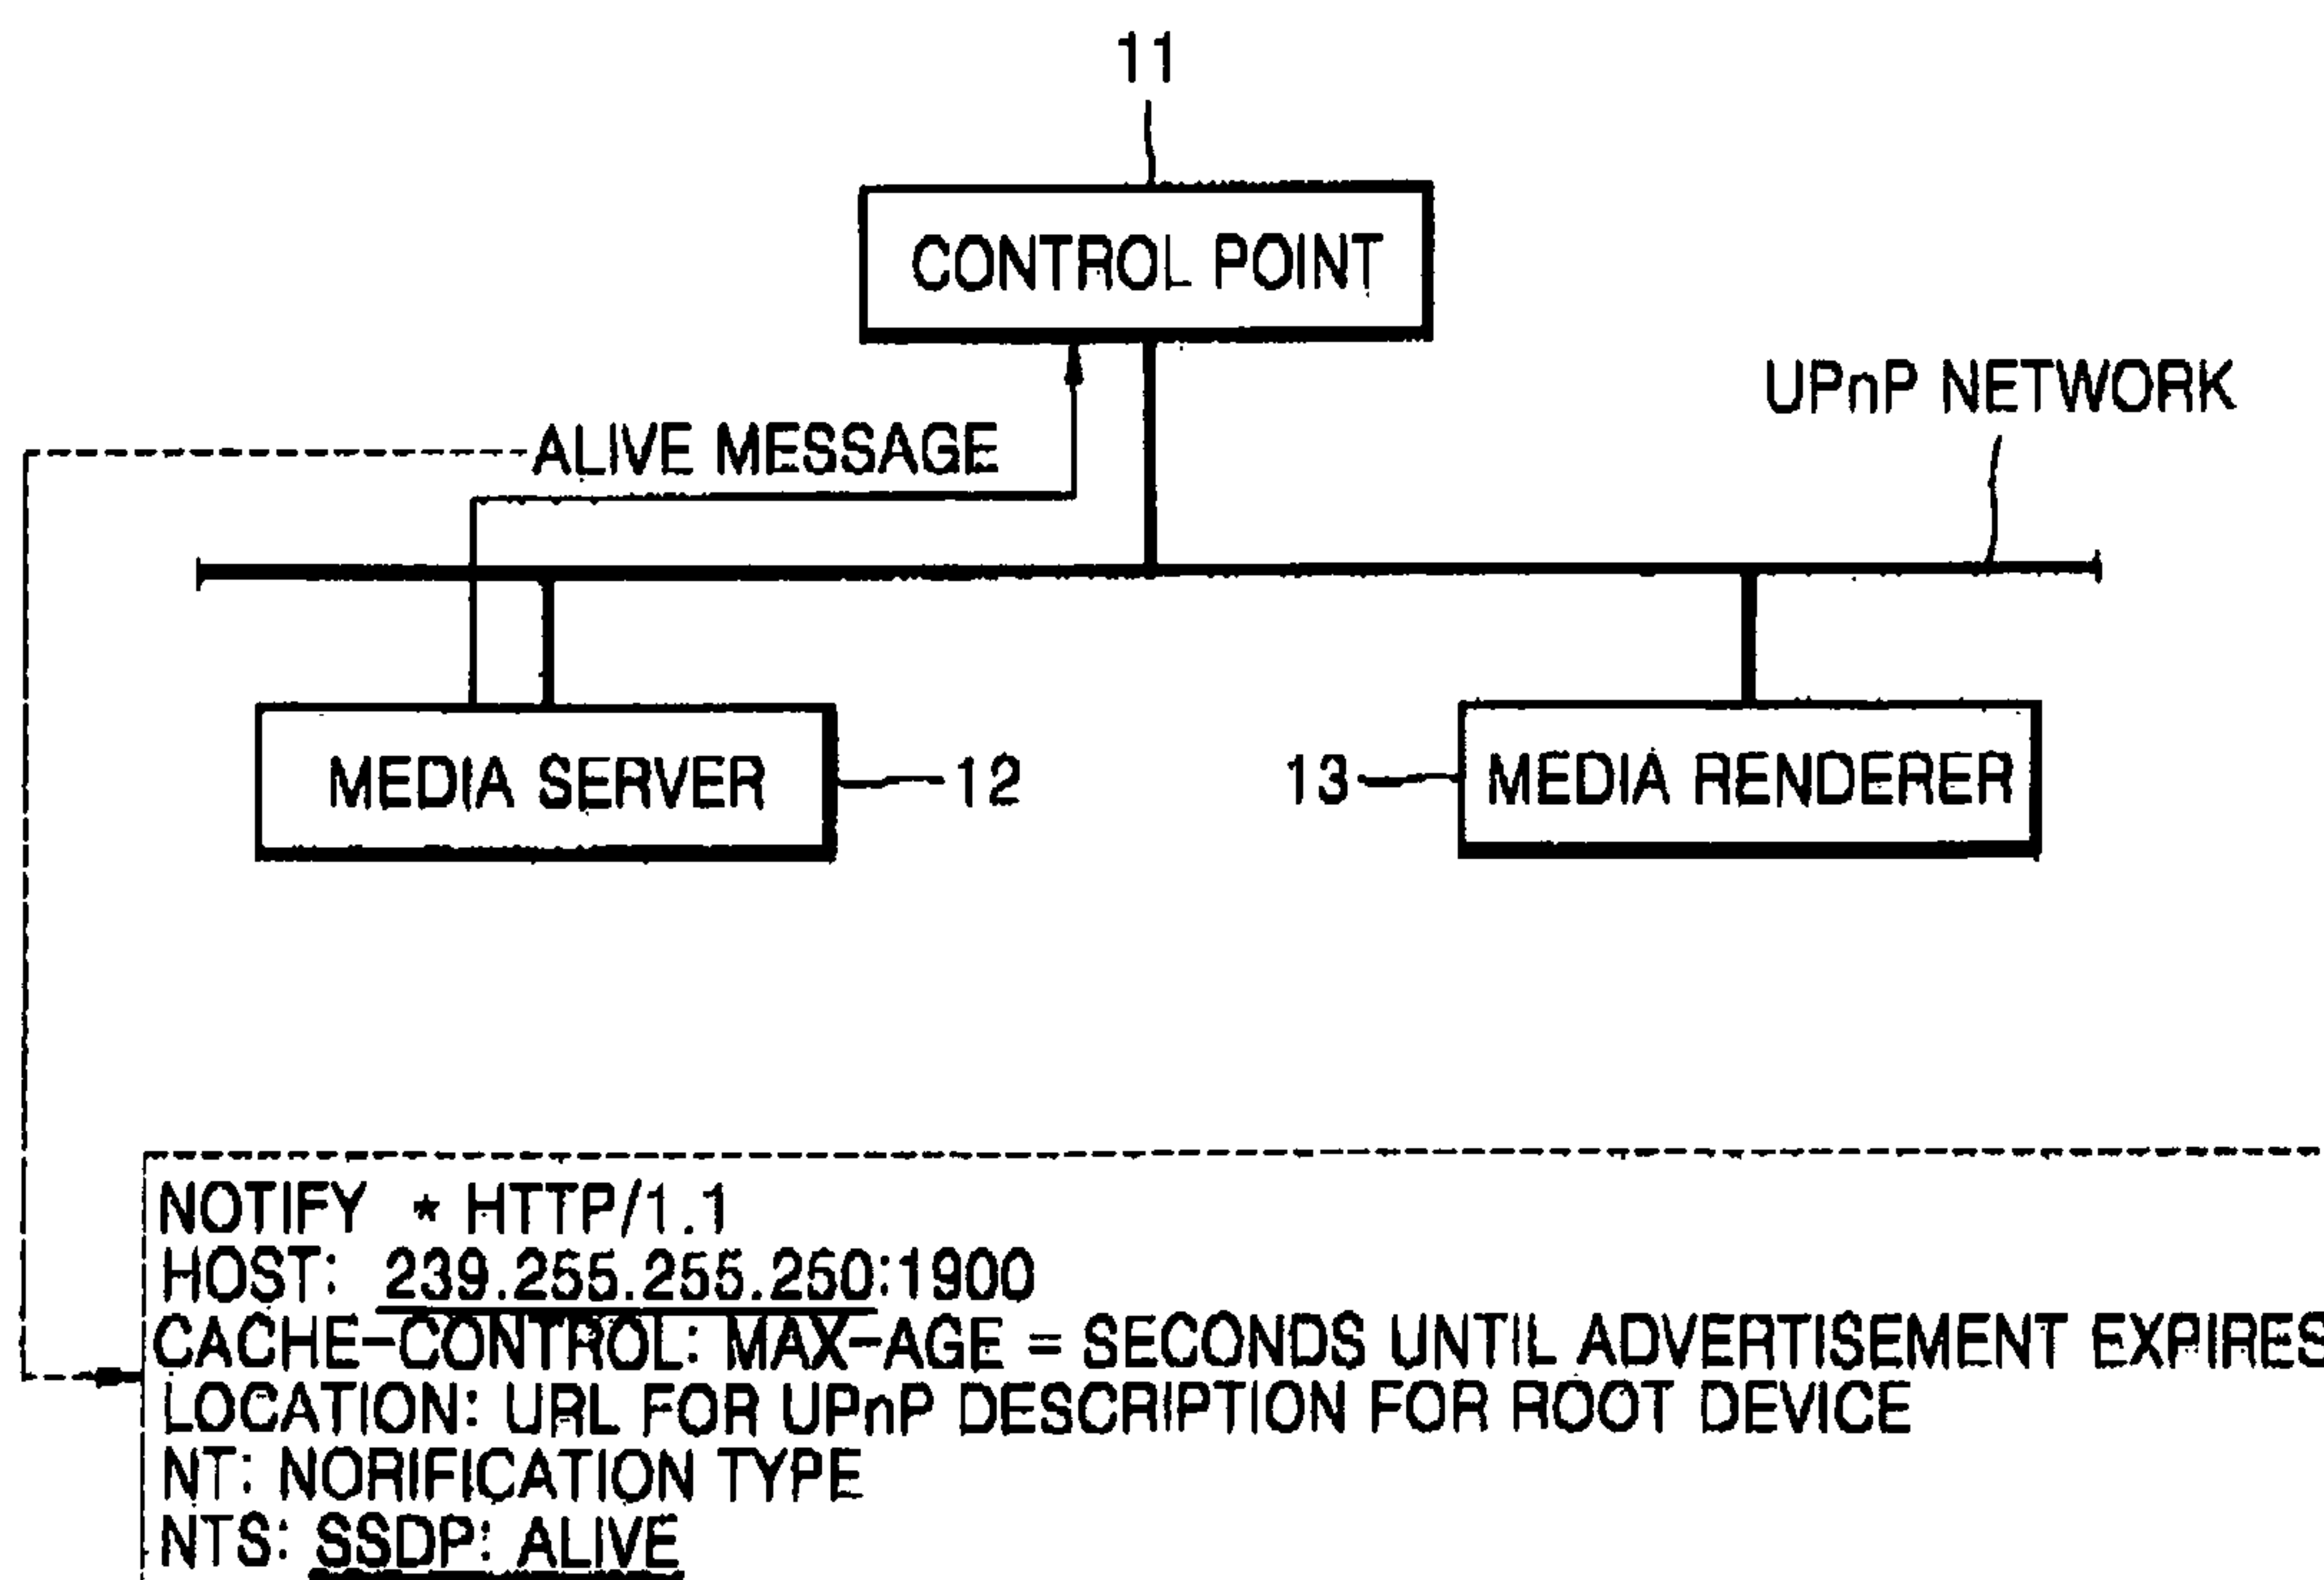 11
CONTROL POINT
UPnP NETWORK
ALIVE MESSAGE
MEDIA SERVER
12
13
MEDIA RENDERER
NOTIFY * HTTP/1.1
HOST: 239.255.255.250:1900
CACHE-CONTROL: MAX-AGE = SECONDS UNTIL ADVERTISEMENT EXPIRES
LOCATION: URL FOR UPnP DESCRIPTION FOR ROOT DEVICE
NT: NORIFICATION TYPE
NTS: SSDP: ALIVE